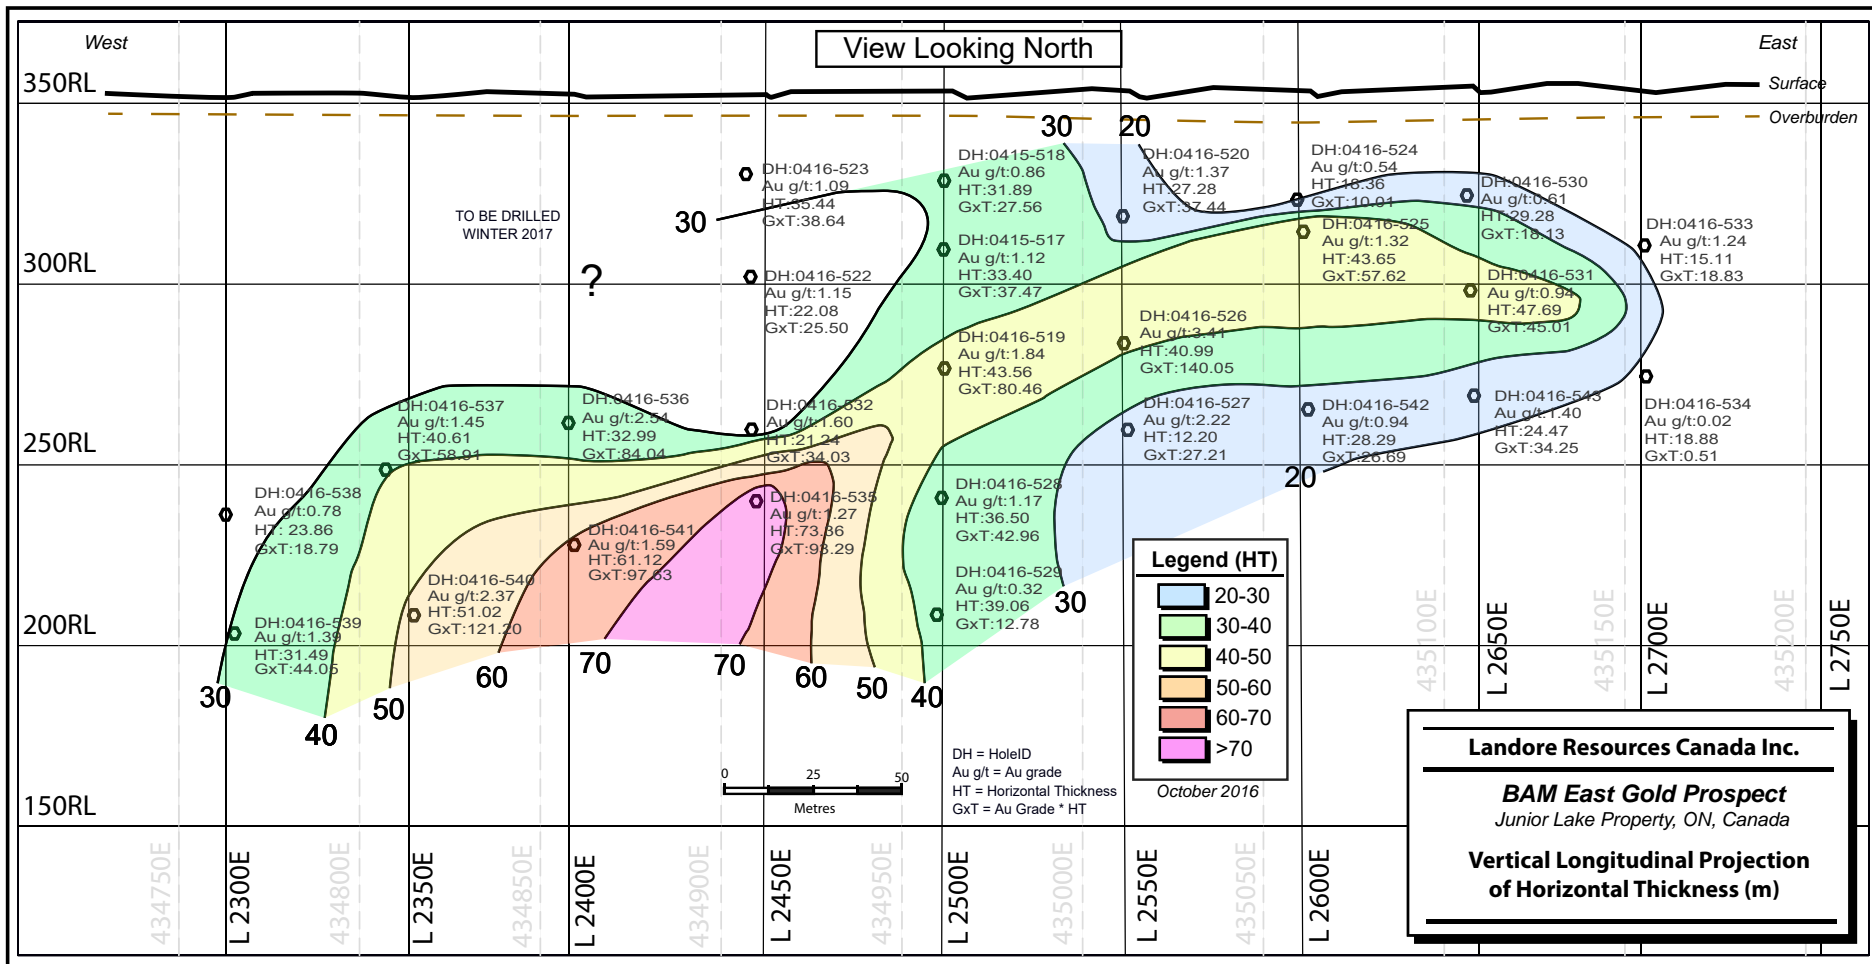 View Looking North
West
East
350RL
Surface
Overburden
30
20
DH:0416-523
Au g/t:1.09
HT:35.44
GxT:38.64
DH:0415-518
Au g/t:0.86
HT:31.89
GxT:27.56
DH:0416-520
Au g/t:1.37
HT:27.28
GxT:37.44
DH:0416-524
Au g/t:0.54
HT:18.36
GxT:10.01
DH:0416-530
Au g/t:0.61
HT:29.28
GxT:18.13
TO BE DRILLED
WINTER 2017
30
?
DH:0415-517
Au g/t:1.12
HT:33.40
GxT:37.47
DH:0416-525
Au g/t:1.32
HT:43.65
GxT:57.62
DH:0416-533
Au g/t:1.24
HT:15.11
GxT:18.83
300RL
DH:0416-522
Au g/t:1.15
HT:22.08
GxT:25.50
DH:0416-531
Au g/t:0.94
HT:47.69
GxT:45.01
DH:0416-519
Au g/t:1.84
HT:43.56
GxT:80.46
DH:0416-526
Au g/t:3.41
HT:40.99
GxT:140.05
DH:0416-537
Au g/t:1.45
HT:40.61
GxT:58.91
DH:0416-536
Au g/t:2.54
HT:32.99
GxT:84.04
DH:0416-532
Au g/t:1.60
HT:21.24
GxT:34.03
DH:0416-527
Au g/t:2.22
HT:12.20
GxT:27.21
DH:0416-542
Au g/t:0.94
HT:28.29
GxT:26.69
DH:0416-543
Au g/t:1.40
HT:24.47
GxT:34.25
DH:0416-534
Au g/t:0.02
HT:18.88
GxT:0.51
250RL
20
DH:0416-538
Au g/t:0.78
HT: 23.86
GxT:18.79
DH:0416-535
Au g/t:1.27
HT:73.36
GxT:93.29
DH:0416-528
Au g/t:1.17
HT:36.50
GxT:42.96
DH:0416-541
Au g/t:1.59
HT:61.12
GxT:97.63
DH:0416-540
Au g/t:2.37
HT:51.02
GxT:121.20
DH:0416-529
Au g/t:0.32
HT:39.06
GxT:12.78
30
200RL
DH:0416-539
Au g/t:1.39
HT:31.49
GxT:44.05
30
40
50
60
70
70
60
50
40
Legend (HT)
20-30
30-40
40-50
50-60
60-70
>70
October 2016
0 25 50
Metres
DH = HoleID
Au g/t = Au grade
HT = Horizontal Thickness
GxT = Au Grade * HT
150RL
434750E
L 2300E
434800E
L 2350E
434850E
L 2400E
434900E
L 2450E
434950E
L 2500E
435000E
L 2550E
435050E
L 2600E
435100E
L 2650E
435150E
L 2700E
435200E
L 2750E
Landore Resources Canada Inc.
BAM East Gold Prospect
Junior Lake Property, ON, Canada
Vertical Longitudinal Projection
of Horizontal Thickness (m)